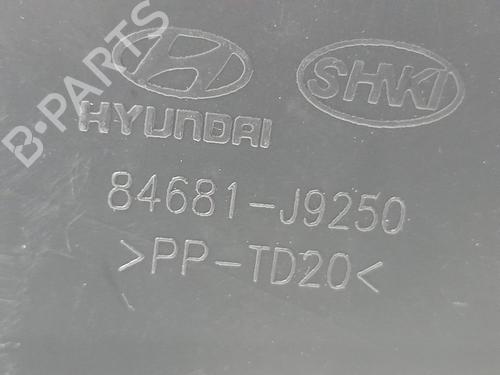 SHKI
HYUNDAI
84681-J9250
>PP-TD20<
B-PARTS